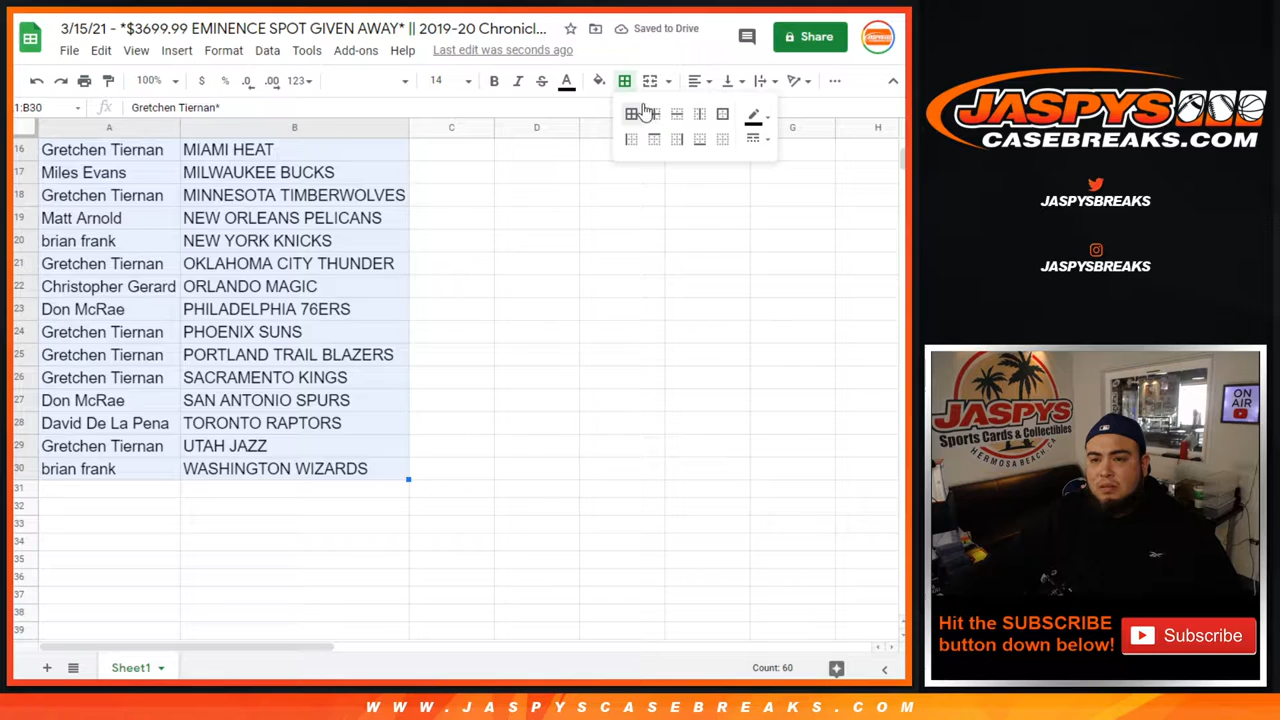 3/15/21 - *$3699.99 EMINENCE SPOT GIVEN AWAY* || 2019-20 Chronicl...
Saved to Drive
Share
File Edit View Insert Format Data Tools Add-ons Help Last edit was seconds ago
100% $ % .0 .00 123 14 B I S A
1:B30 fx Gretchen Tiernan*
A B C D G H
16 Gretchen Tiernan MIAMI HEAT
17 Miles Evans MILWAUKEE BUCKS
18 Gretchen Tiernan MINNESOTA TIMBERWOLVES
19 Matt Arnold NEW ORLEANS PELICANS
20 brian frank NEW YORK KNICKS
21 Gretchen Tiernan OKLAHOMA CITY THUNDER
22 Christopher Gerard ORLANDO MAGIC
23 Don McRae PHILADELPHIA 76ERS
24 Gretchen Tiernan PHOENIX SUNS
25 Gretchen Tiernan PORTLAND TRAIL BLAZERS
26 Gretchen Tiernan SACRAMENTO KINGS
27 Don McRae SAN ANTONIO SPURS
28 David De La Pena TORONTO RAPTORS
29 Gretchen Tiernan UTAH JAZZ
30 brian frank WASHINGTON WIZARDS
31
32
33
34
35
36
37
38
39
Sheet1
Count: 60
JASPYS
CASEBREAKS.COM
JASPYSBREAKS
JASPYSBREAKS
JASPYS
Sports Cards & Collectibles
HERMOSA BEACH, CA
ON AIR
Hit the SUBSCRIBE
button down below!
Subscribe
WWW.JASPYSCASEBREAKS.COM